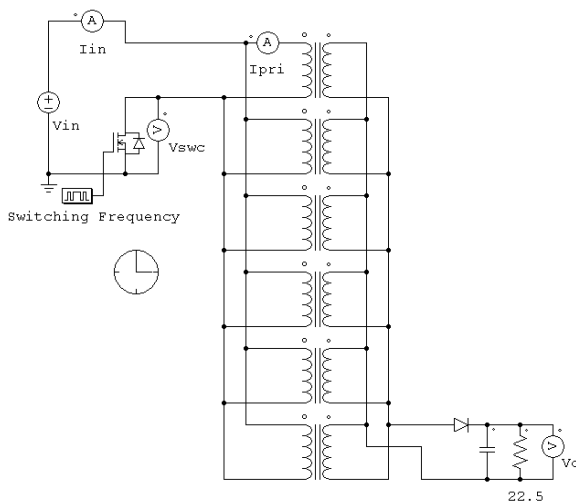 A
Iin
A
Ipri
Vin
V
Vswc
Switching Frequency
V
Vo
22.5